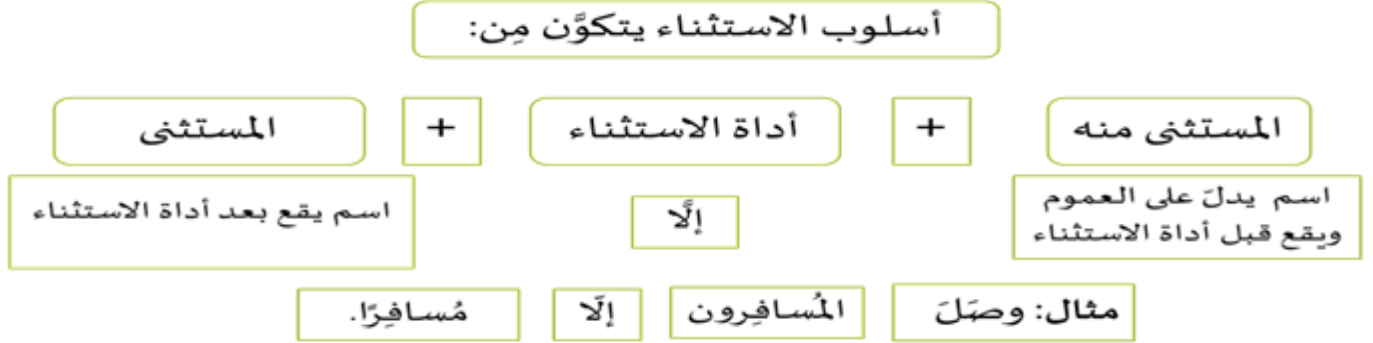 أسلوب الاستثناء يتكوَّن مِن:
المستثنى منه + أداة الاستثناء + المستثنى
اسم يدلّ على العموم
ويقع قبل أداة الاستثناء
إلَّا
اسم يقع بعد أداة الاستثناء
مثال: وصَلَ المُسافِرون إلّا مُسافِرًا.